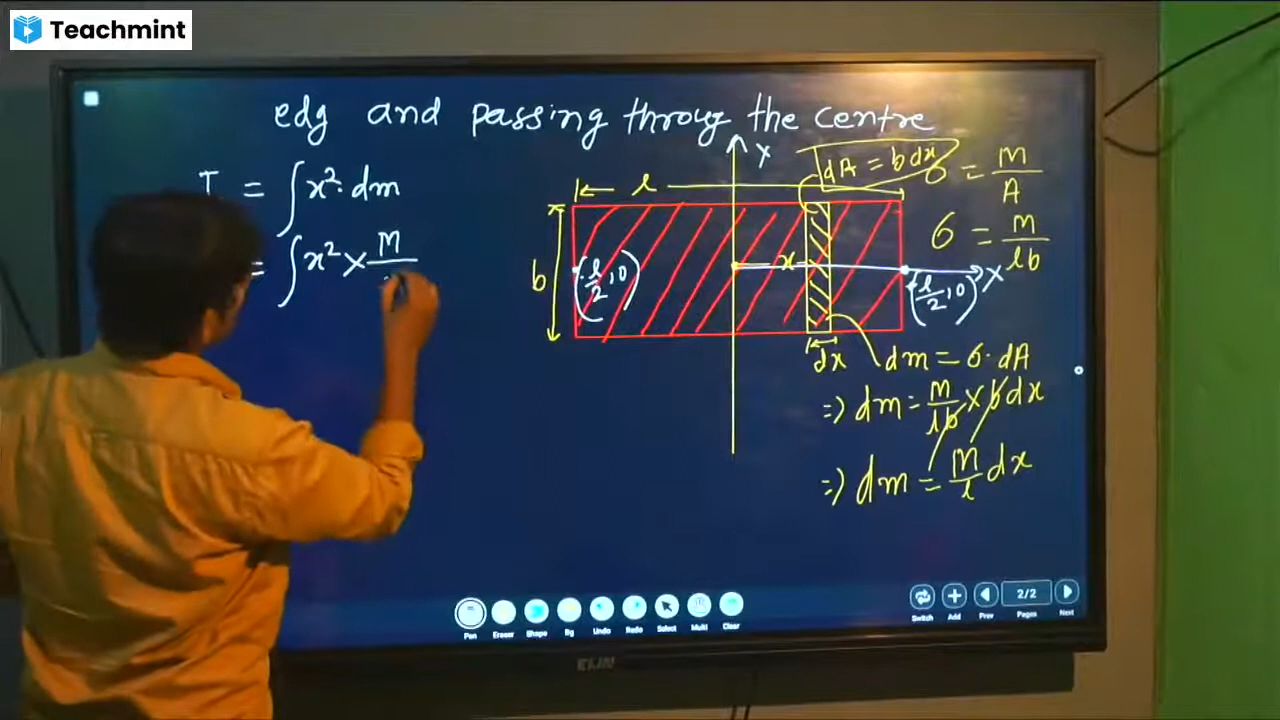 Teachmint
edg and passing throug the centre
I = ∫x²·dm
= ∫x² × M
l
b
(-l/2, 0)
Y
dA = b dx
x
(l/2, 0)
X
dx
σ = M/A
σ = M/lb
dm = σ·dA
=) dm = M/lb × b dx
=) dm = M/l dx
Pen Eraser Shape Bg Undo Redo Select Multi Clear
Switch Add Prev 2/2 Pages Next